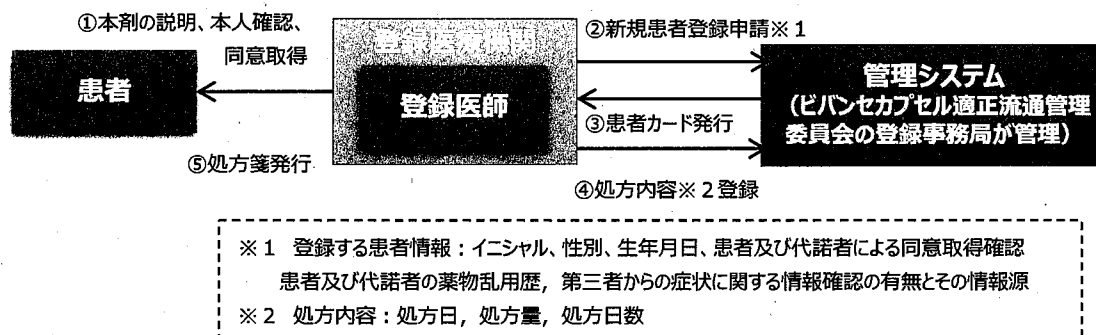 ①本剤の説明、本人確認、
同意取得
②新規患者登録申請※1
登録医療機関
患者
登録医師
管理システム
(ビバンセカプセル適正流通管理
委員会の登録事務局が管理)
③患者カード発行
⑤処方箋発行
④処方内容※2登録
※1 登録する患者情報:イニシャル、性別、生年月日、患者及び代諾者による同意取得確認
患者及び代諾者の薬物乱用歴,第三者からの症状に関する情報確認の有無とその情報源
※2 処方内容:処方日,処方量,処方日数